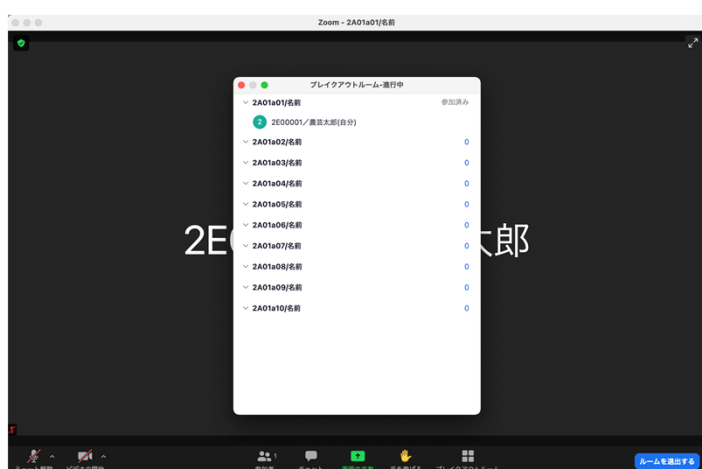 Zoom - 2A01a01/名前
ブレイクアウトルーム-進行中
2A01a01/名前 参加済み
2 2E00001/農芸太郎(自分)
2A01a02/名前 0
2A01a03/名前 0
2A01a04/名前 0
2A01a05/名前 0
2A01a06/名前 0
2A01a07/名前 0
2A01a08/名前 0
2A01a09/名前 0
2A01a10/名前 0
2E 郎
1
ルームを退出する